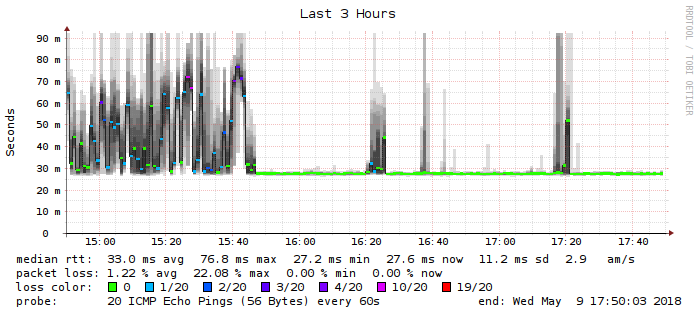 Last 3 Hours
RRDTOOL / TOBI OETIKER
Seconds
90 m
80 m
70 m
60 m
50 m
40 m
30 m
20 m
10 m
0
15:00 15:20 15:40 16:00 16:20 16:40 17:00 17:20 17:40
median rtt: 33.0 ms avg 76.8 ms max 27.2 ms min 27.6 ms now 11.2 ms sd 2.9 am/s
packet loss: 1.22 % avg 22.08 % max 0.00 % min 0.00 % now
loss color: 0 1/20 2/20 3/20 4/20 10/20 19/20
probe: 20 ICMP Echo Pings (56 Bytes) every 60s end: Wed May 9 17:50:03 2018